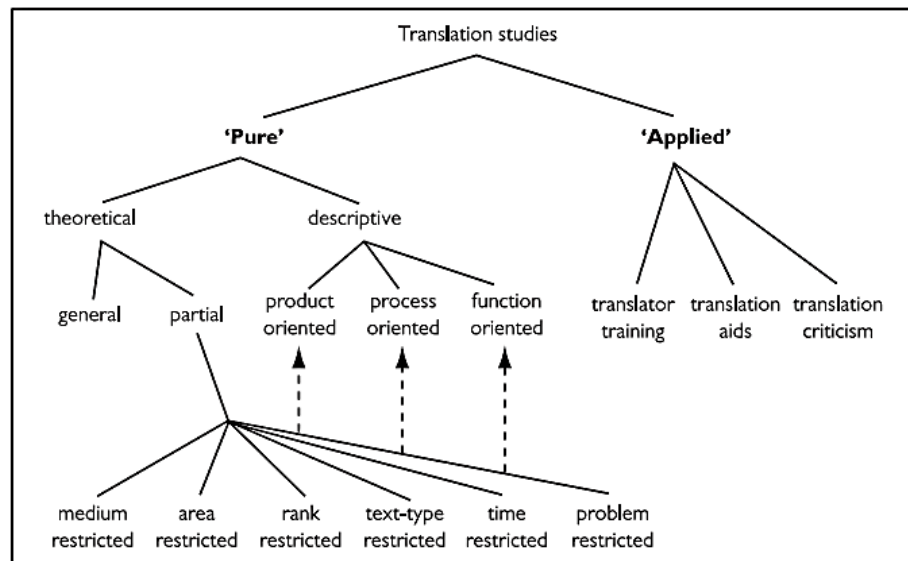 Translation studies
‘Pure’
‘Applied’
theoretical
descriptive
general
partial
product
oriented
process
oriented
function
oriented
translator
training
translation
aids
translation
criticism
medium
restricted
area
restricted
rank
restricted
text-type
restricted
time
restricted
problem
restricted